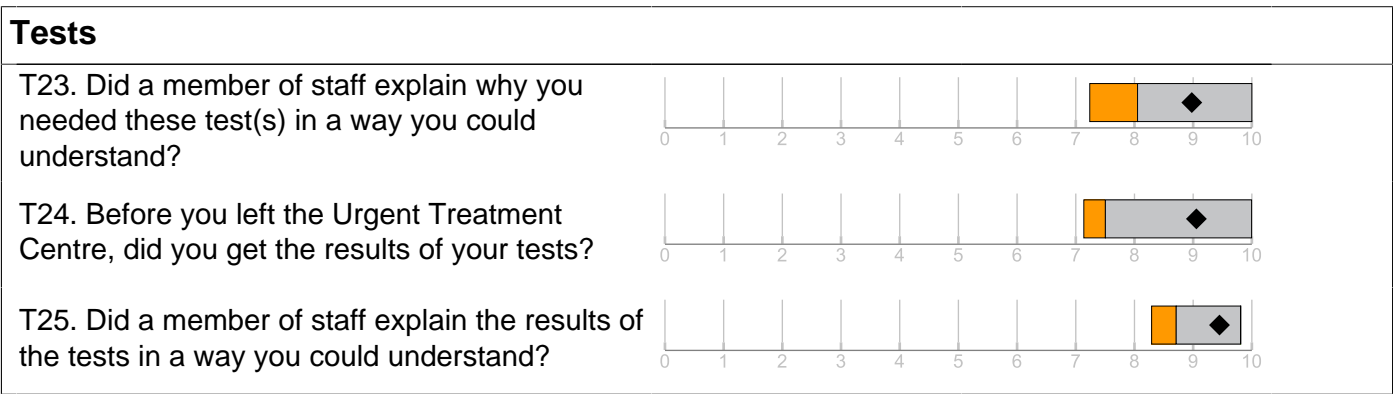 Tests
T23. Did a member of staff explain why you
needed these test(s) in a way you could
understand?
0 1 2 3 4 5 6 7 8 9 10
T24. Before you left the Urgent Treatment
Centre, did you get the results of your tests?
0 1 2 3 4 5 6 7 8 9 10
T25. Did a member of staff explain the results of
the tests in a way you could understand?
0 1 2 3 4 5 6 7 8 9 10